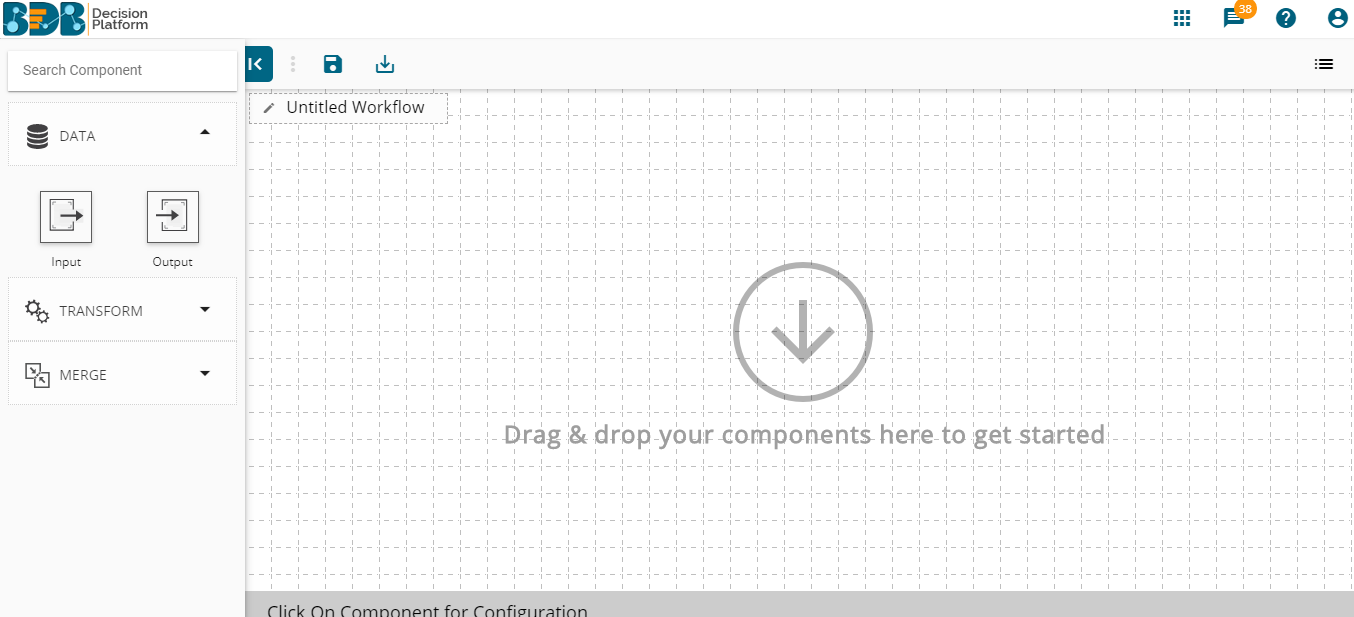 BDB
Decision
Platform
38
Search Component
Untitled Workflow
DATA
Input
Output
TRANSFORM
MERGE
Drag & drop your components here to get started
Click On Component for Configuration